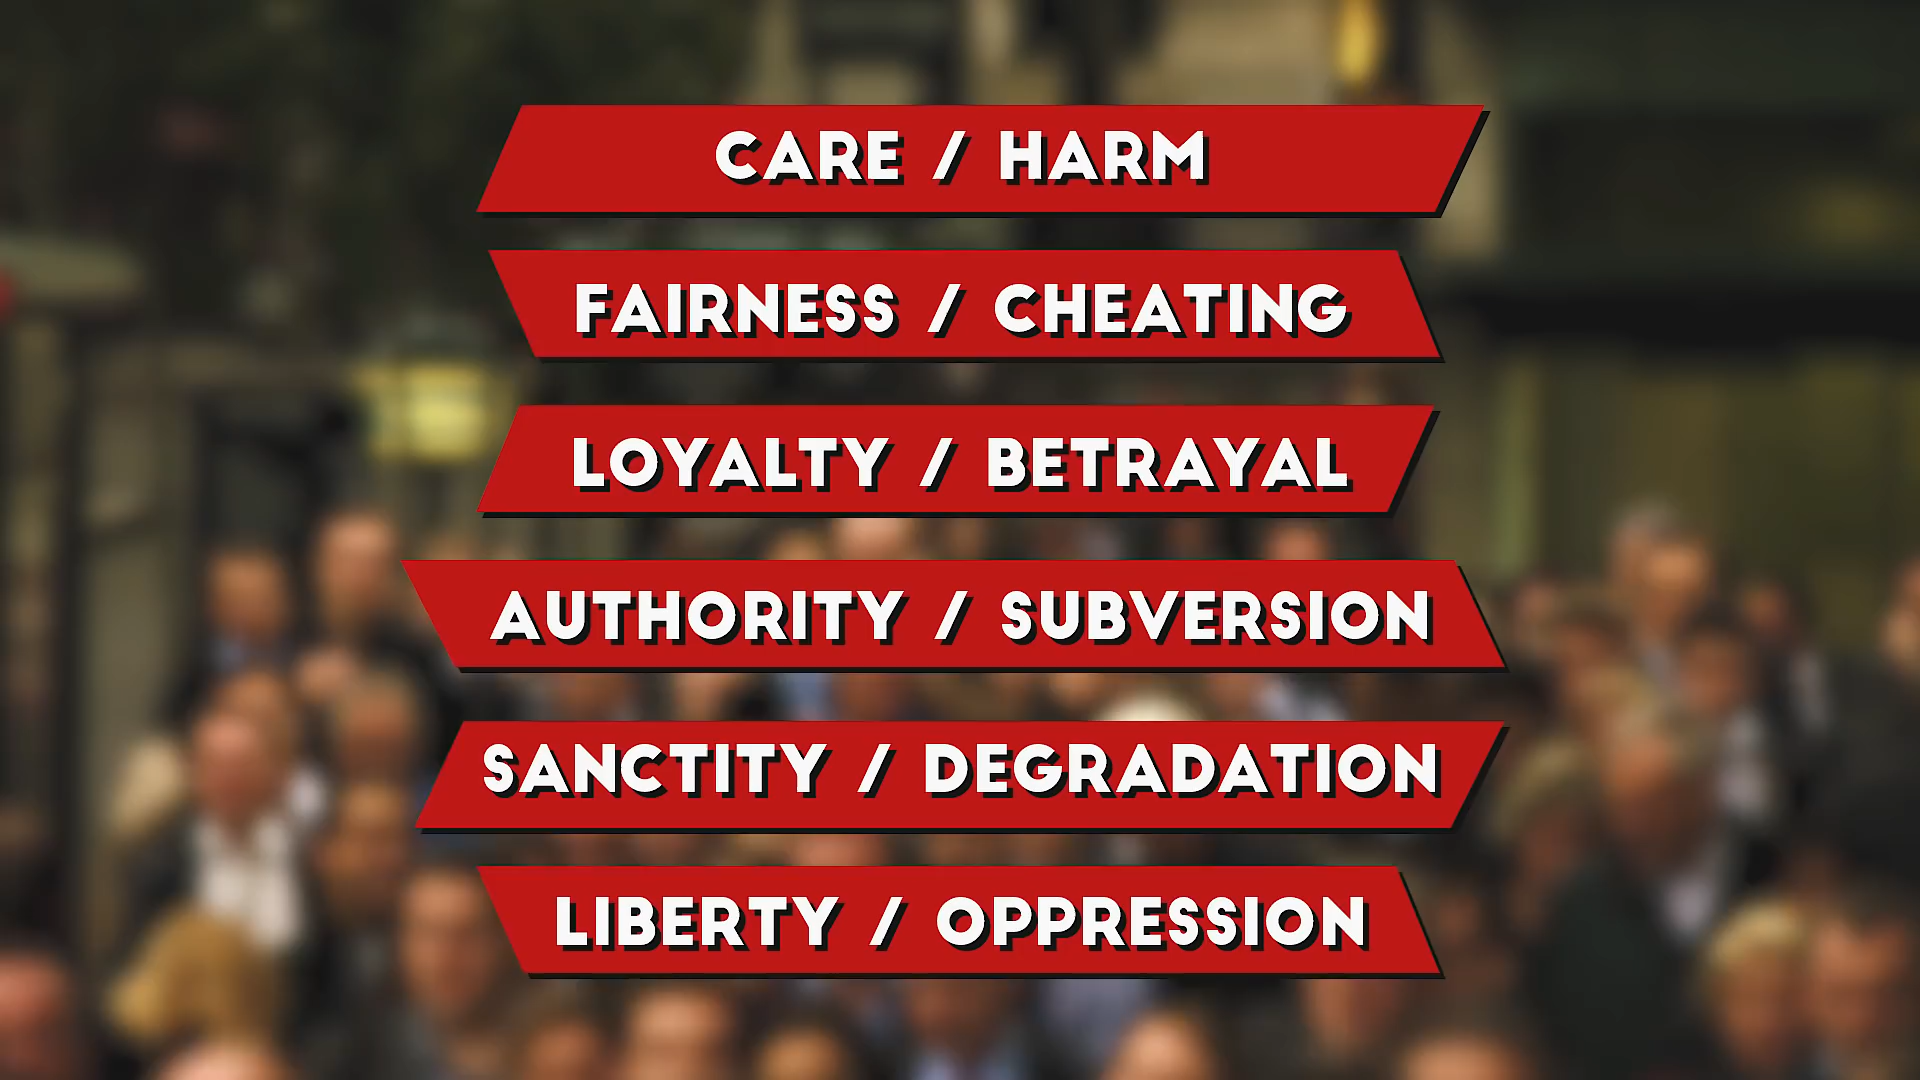 CARE / HARM
FAIRNESS / CHEATING
LOYALTY / BETRAYAL
AUTHORITY / SUBVERSION
SANCTITY / DEGRADATION
LIBERTY / OPPRESSION